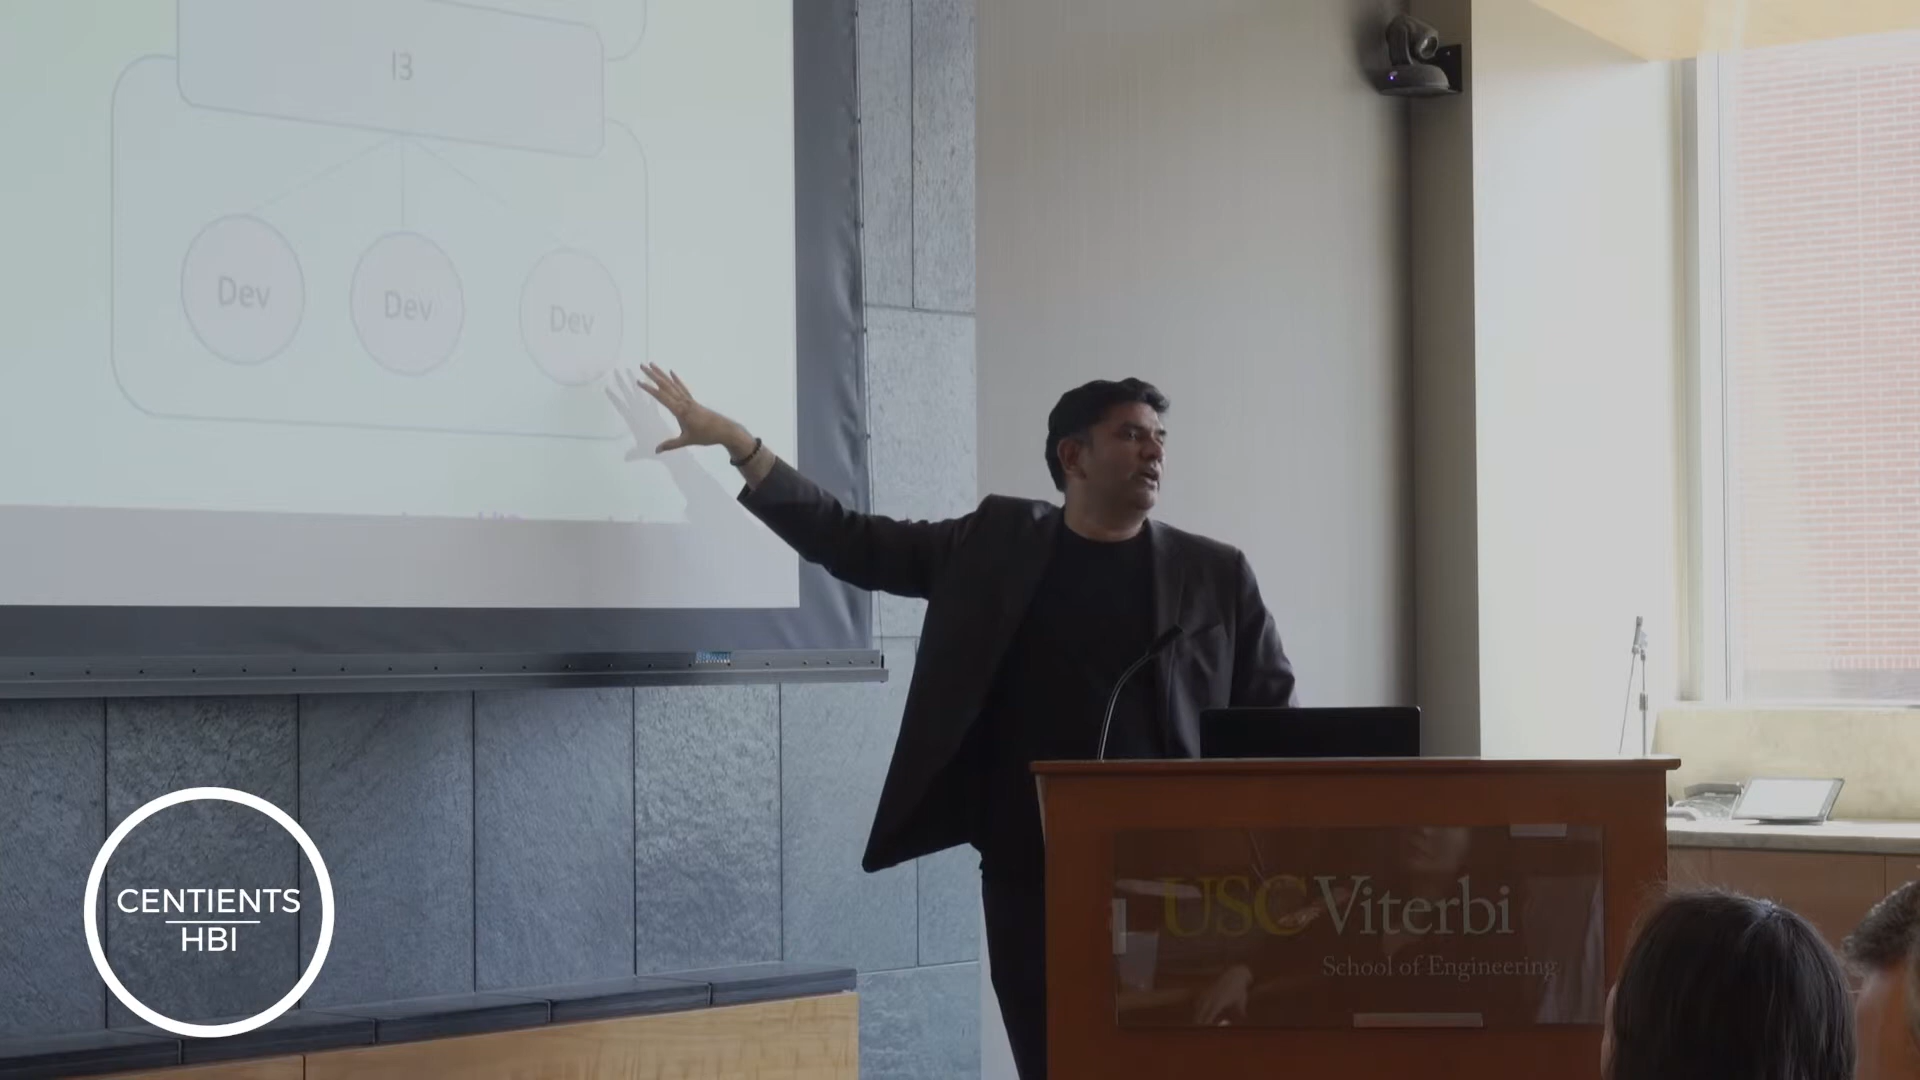 I3
Dev
Dev
Dev
CENTIENTS
HBI
USC Viterbi
School of Engineering